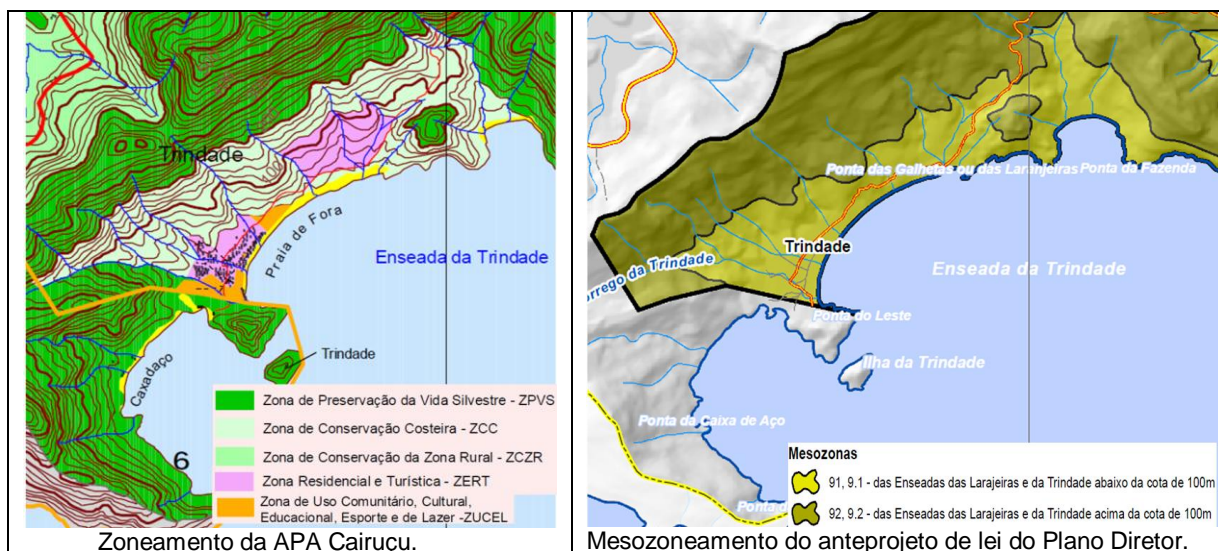 Trindade
Praia de Fora
Enseada da Trindade
Caxadaço
Trindade
6
Zona de Preservação da Vida Silvestre - ZPVS
Zona de Conservação Costeira - ZCC
Zona de Conservação da Zona Rural - ZCZR
Zona Residencial e Turística - ZERT
Zona de Uso Comunitário, Cultural,
Educacional, Esporte e de Lazer -ZUCEL
Zoneamento da APA Cairuçu.
Ponta das Galhetas ou das Laranjeiras
Ponta da Fazenda
Trindade
Enseada da Trindade
orrego da Trindade
Ponta do Leste
Ilha da Trindade
Ponta da Caixa de Aço
Ponta
Mesozonas
91, 9.1 - das Enseadas das Larajeiras e da Trindade abaixo da cota de 100m
92, 9.2 - das Enseadas das Larajeiras e da Trindade acima da cota de 100m
Mesozoneamento do anteprojeto de lei do Plano Diretor.